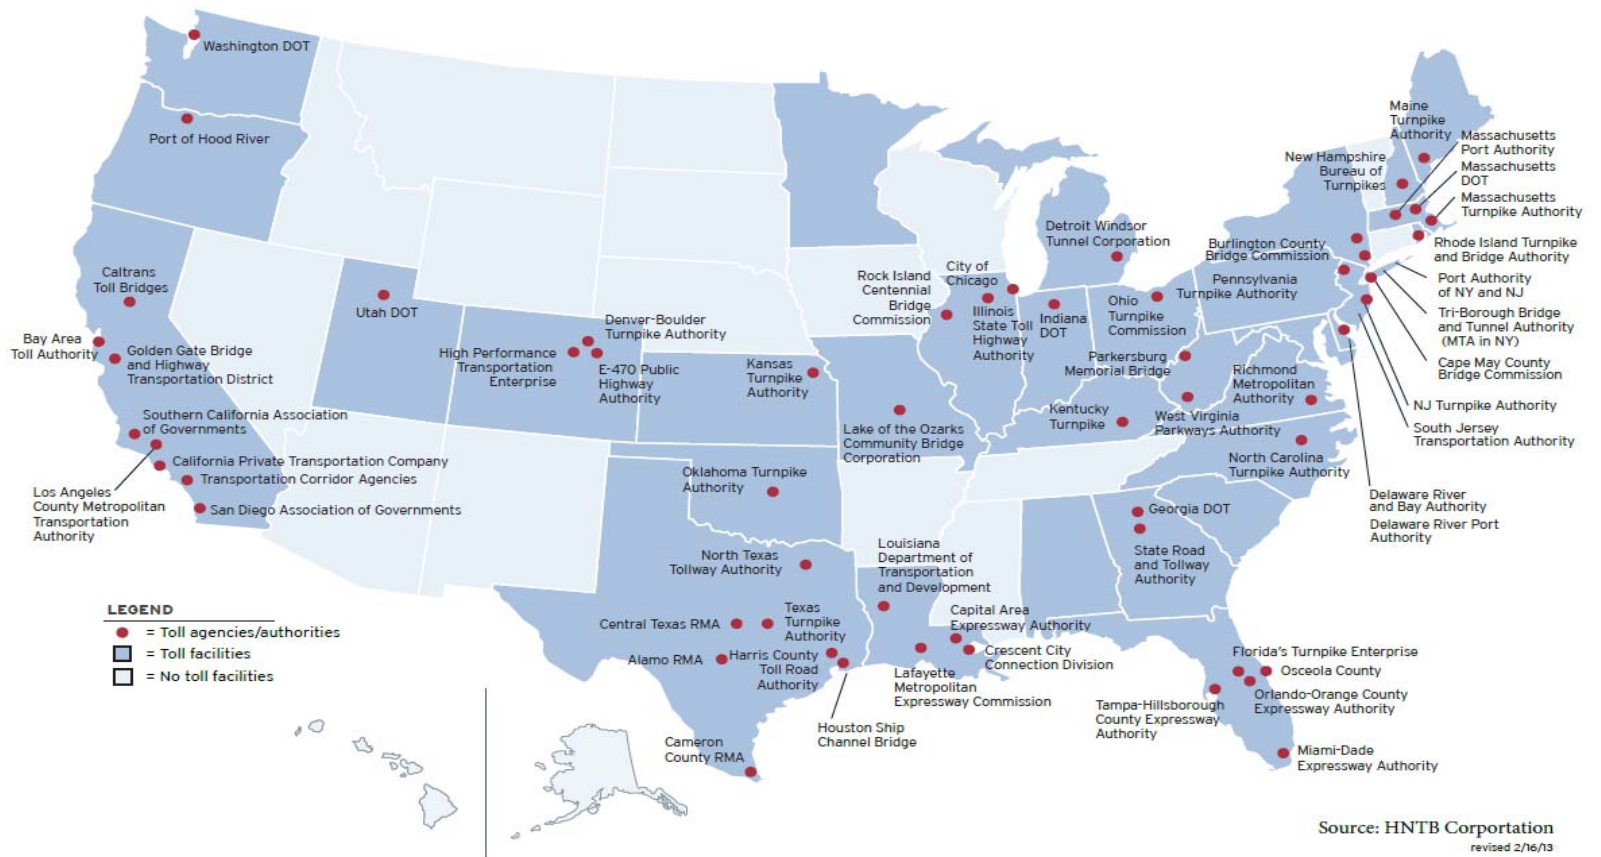 Washington DOT
Port of Hood River
Caltrans
Toll Bridges
Bay Area
Toll Authority
Golden Gate Bridge
and Highway
Transportation District
Southern California Association
of Governments
California Private Transportation Company
Transportation Corridor Agencies
San Diego Association of Governments
Los Angeles
County Metropolitan
Transportation
Authority
Utah DOT
Denver-Boulder
Turnpike Authority
High Performance
Transportation
Enterprise
E-470 Public
Highway
Authority
Kansas
Turnpike
Authority
Oklahoma Turnpike
Authority
North Texas
Tollway Authority
Central Texas RMA
Texas
Turnpike
Authority
Alamo RMA
Harris County
Toll Road
Authority
Houston Ship
Channel Bridge
Cameron
County RMA
Rock Island
Centennial
Bridge
Commission
City of
Chicago
Illinois
State Toll
Highway
Authority
Indiana
DOT
Detroit Windsor
Tunnel Corporation
Ohio
Turnpike
Commission
Parkersburg
Memorial Bridge
Kentucky
Turnpike
West Virginia
Parkways Authority
Richmond
Metropolitan
Authority
North Carolina
Turnpike Authority
Lake of the Ozarks
Community Bridge
Corporation
Louisiana
Department of
Transportation
and Development
Capital Area
Expressway Authority
Crescent City
Connection Division
Lafayette
Metropolitan
Expressway Commission
Georgia DOT
State Road
and Tollway
Authority
Florida's Turnpike Enterprise
Osceola County
Orlando-Orange County
Expressway Authority
Tampa-Hillsborough
County Expressway
Authority
Miami-Dade
Expressway Authority
Maine
Turnpike
Authority
New Hampshire
Bureau of
Turnpikes
Massachusetts
Port Authority
Massachusetts
DOT
Massachusetts
Turnpike Authority
Rhode Island Turnpike
and Bridge Authority
Burlington County
Bridge Commission
Pennsylvania
Turnpike Authority
Port Authority
of NY and NJ
Tri-Borough Bridge
and Tunnel Authority
(MTA in NY)
Cape May County
Bridge Commission
NJ Turnpike Authority
South Jersey
Transportation Authority
Delaware River
and Bay Authority
Delaware River Port
Authority
LEGEND
= Toll agencies/authorities
= Toll facilities
= No toll facilities
Source: HNTB Corportation
revised 2/16/13